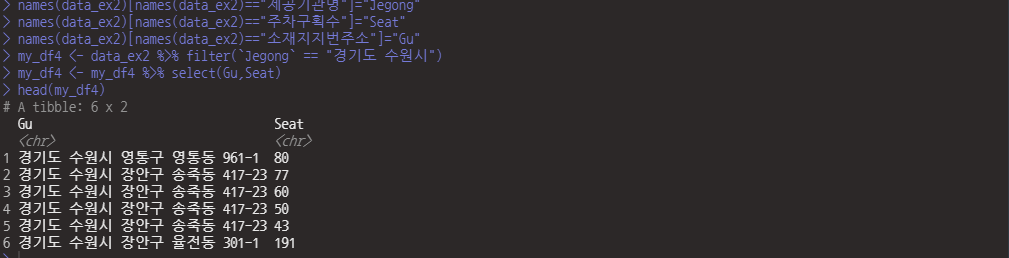 > names(data_ex2)[names(data_ex2)=="제공기관명"]="Jegong"
> names(data_ex2)[names(data_ex2)=="주차구획수"]="Seat"
> names(data_ex2)[names(data_ex2)=="소재지지번주소"]="Gu"
> my_df4 <- data_ex2 %>% filter(`Jegong` == "경기도 수원시")
> my_df4 <- my_df4 %>% select(Gu,Seat)
> head(my_df4)
# A tibble: 6 x 2
Gu Seat
<chr> <chr>
1 경기도 수원시 영통구 영통동 961-1 80
2 경기도 수원시 장안구 송죽동 417-23 77
3 경기도 수원시 장안구 송죽동 417-23 60
4 경기도 수원시 장안구 송죽동 417-23 50
5 경기도 수원시 장안구 송죽동 417-23 43
6 경기도 수원시 장안구 율전동 301-1 191
>